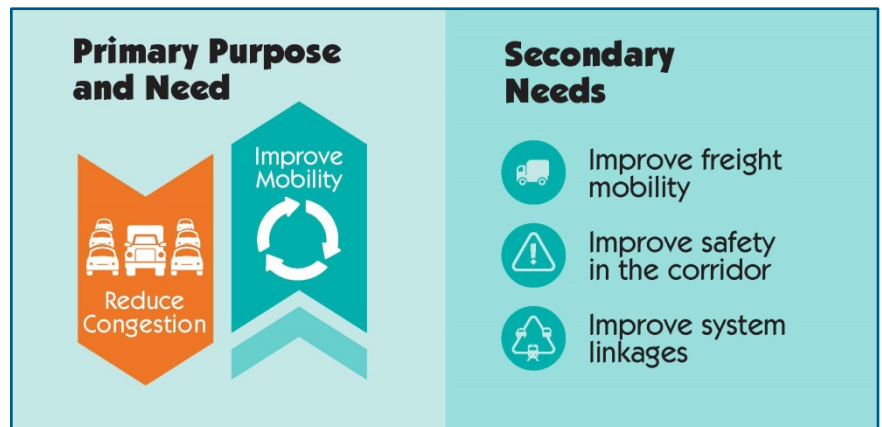 Primary Purpose
and Need
Reduce
Congestion
Improve
Mobility
Secondary
Needs
Improve freight
mobility
Improve safety
in the corridor
Improve system
linkages